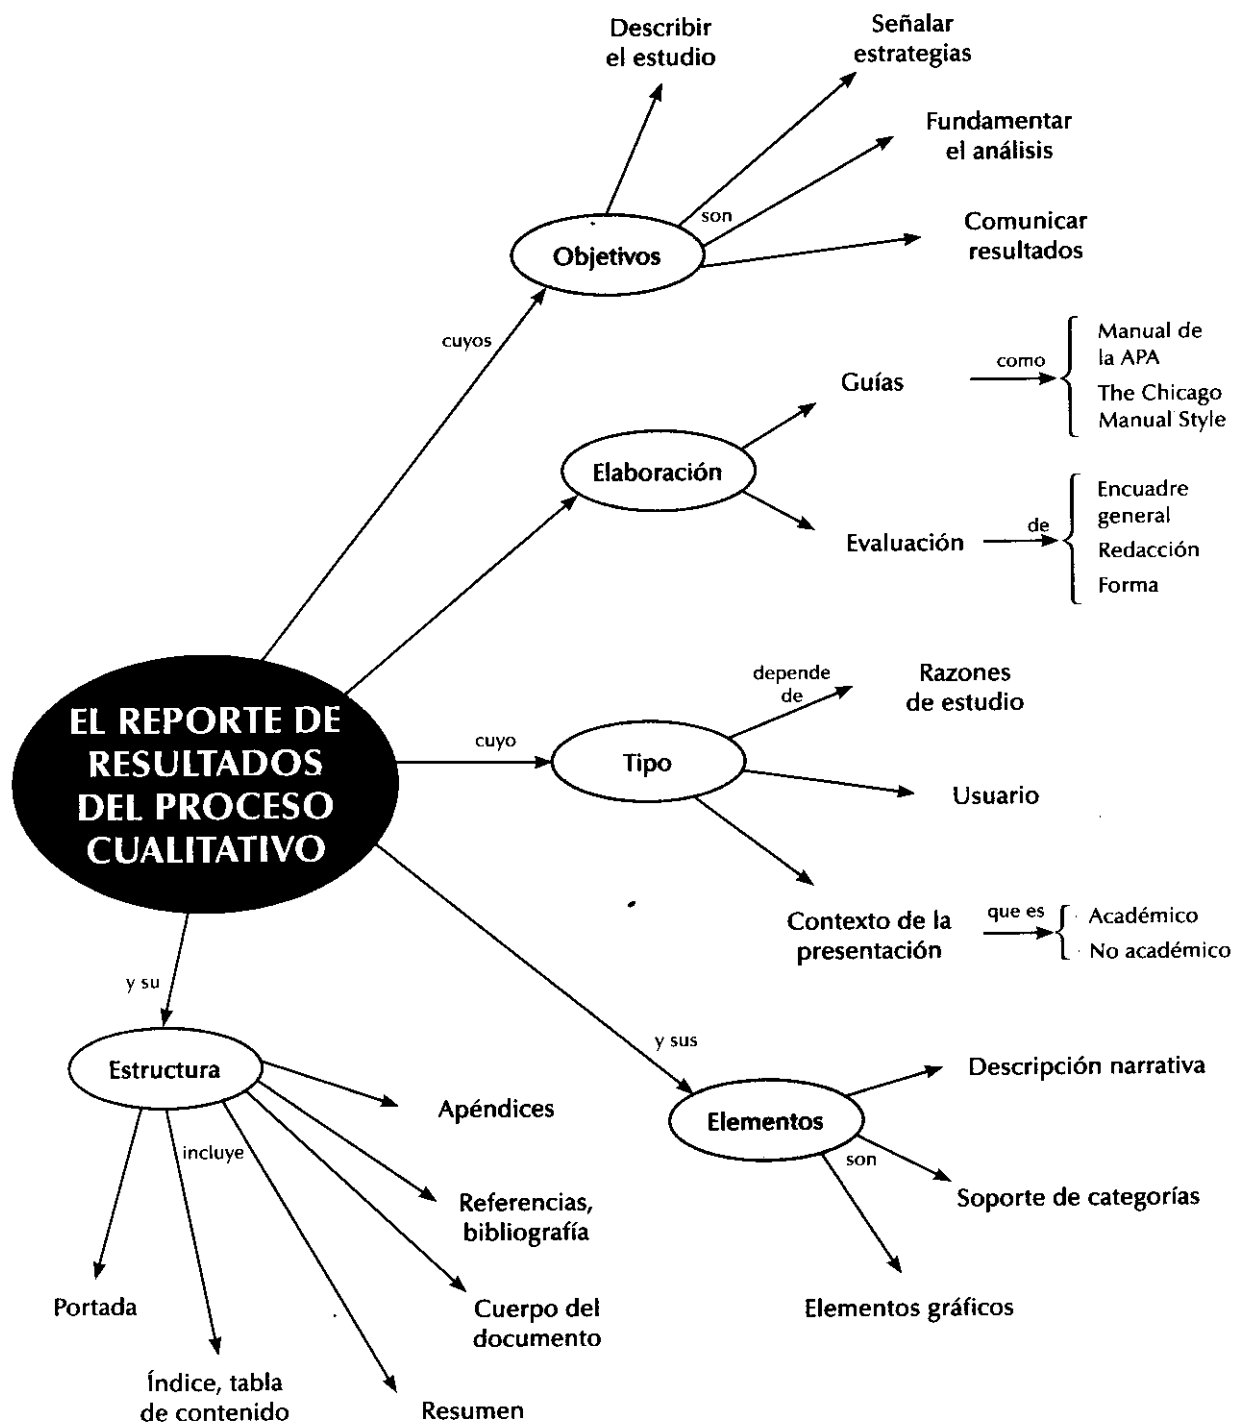 Describir
el estudio
Señalar
estrategias
Fundamentar
el análisis
son
Comunicar
resultados
Objetivos
cuyos
Manual de
la APA
como
Guías
The Chicago
Manual Style
Elaboración
Encuadre
general
de
Evaluación
Redacción
Forma
EL REPORTE DE
RESULTADOS
DEL PROCESO
CUALITATIVO
cuyo
Tipo
depende
de
Razones
de estudio
Usuario
Contexto de la
presentación
que es
Académico
No académico
y su
Estructura
incluye
Apéndices
Referencias,
bibliografía
Cuerpo del
documento
Portada
Índice, tabla
de contenido
Resumen
y sus
Elementos
son
Descripción narrativa
Soporte de categorías
Elementos gráficos